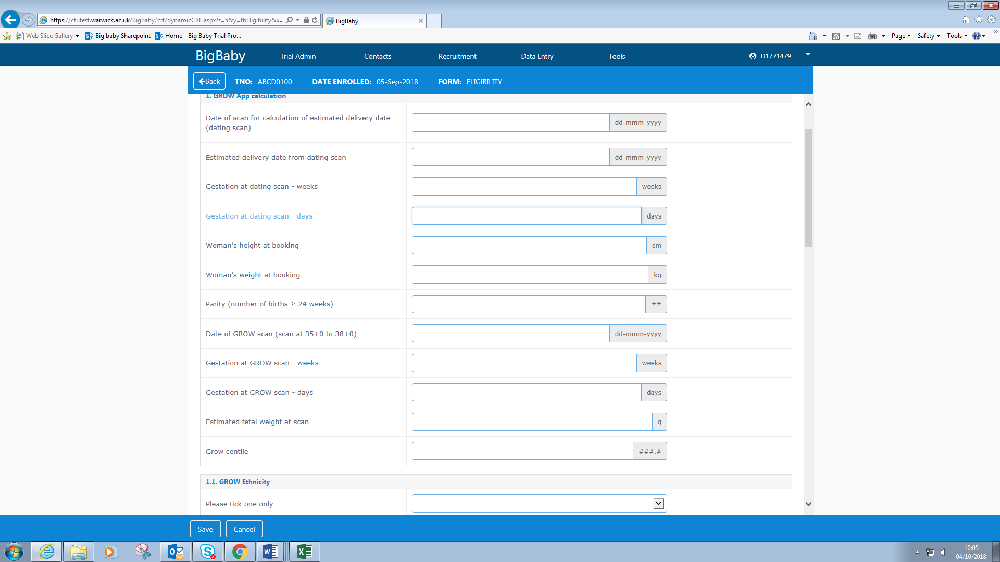 https://ctutest.warwick.ac.uk/BigBaby/crf/dynamicCRF.aspx?z=5&y=tbEligibility&x=
BigBaby
Web Slice Gallery
Big baby Sharepoint
Home - Big Baby Trial Pro...
Page
Safety
Tools
BigBaby
Trial Admin
Contacts
Recruitment
Data Entry
Tools
U1771479
Back
TNO: ABCD0100
DATE ENROLLED: 05-Sep-2018
FORM: ELIGIBILITY
1. GROW App calculation
Date of scan for calculation of estimated delivery date
(dating scan)
dd-mmm-yyyy
Estimated delivery date from dating scan
dd-mmm-yyyy
Gestation at dating scan - weeks
weeks
Gestation at dating scan - days
days
Woman’s height at booking
cm
Woman’s weight at booking
kg
Parity (number of births ≥ 24 weeks)
##
Date of GROW scan (scan at 35+0 to 38+0)
dd-mmm-yyyy
Gestation at GROW scan - weeks
weeks
Gestation at GROW scan - days
days
Estimated fetal weight at scan
g
Grow centile
###.#
1.1. GROW Ethnicity
Please tick one only
Save
Cancel
10:05
04/10/2018